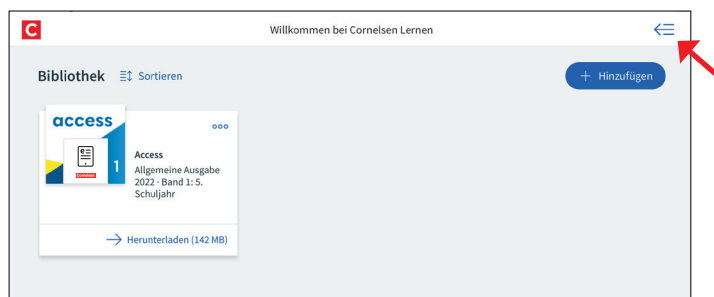 C
Willkommen bei Cornelsen Lernen
Bibliothek Sortieren
+ Hinzufügen
access
1
Cornelsen
Access
Allgemeine Ausgabe
2022 · Band 1: 5.
Schuljahr
Herunterladen (142 MB)